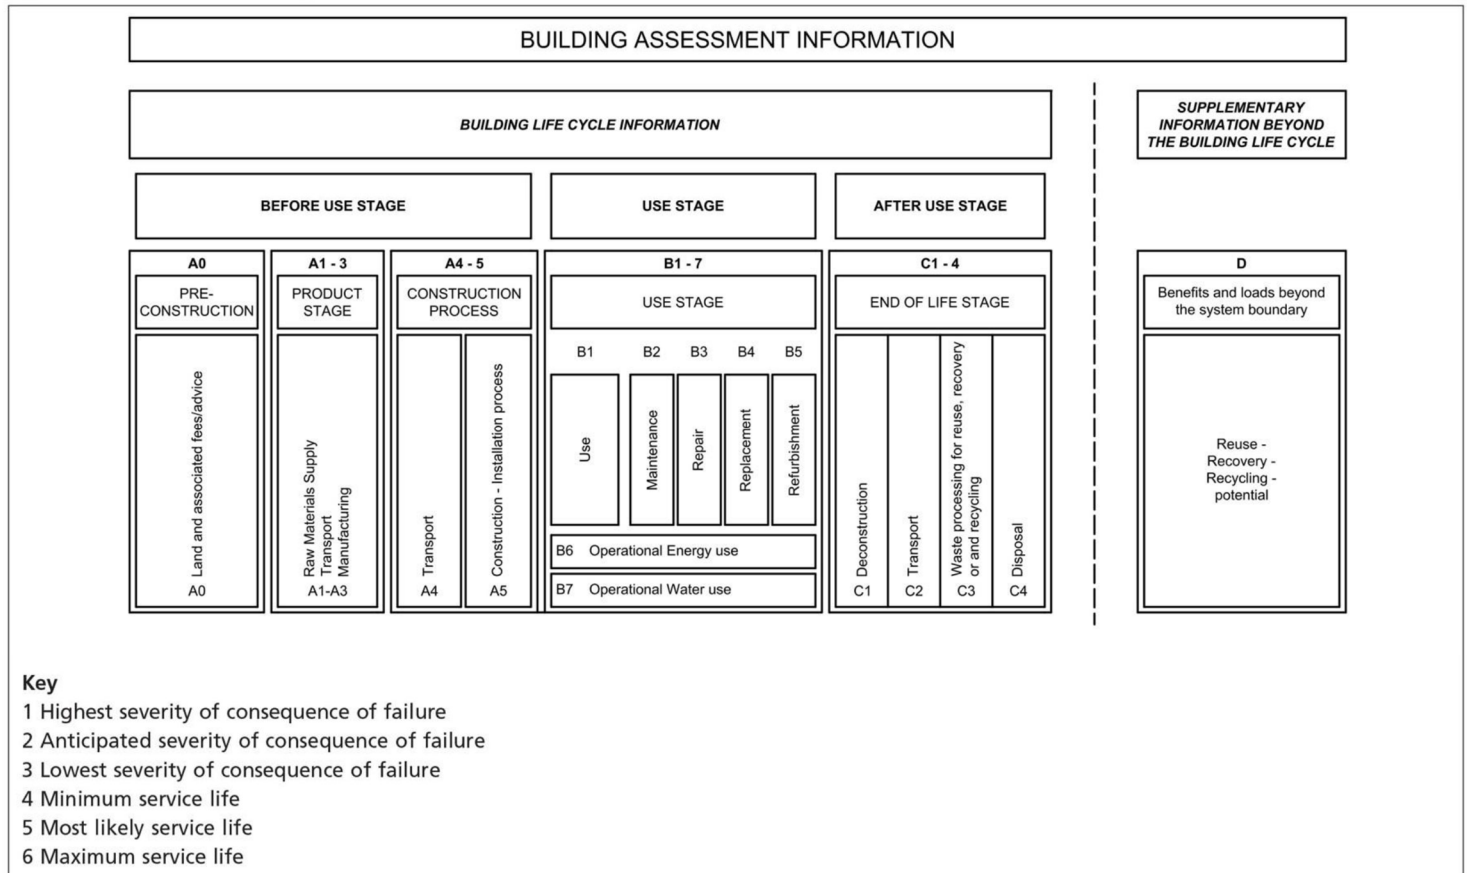 BUILDING ASSESSMENT INFORMATION
BUILDING LIFE CYCLE INFORMATION
SUPPLEMENTARY
INFORMATION BEYOND
THE BUILDING LIFE CYCLE
BEFORE USE STAGE
USE STAGE
AFTER USE STAGE
A0
PRE-
CONSTRUCTION
Land and associated fees/advice
A0
A1 - 3
PRODUCT
STAGE
Raw Materials Supply
Transport
Manufacturing
A1-A3
A4 - 5
CONSTRUCTION
PROCESS
Transport
A4
Construction - Installation process
A5
B1 - 7
USE STAGE
B1
Use
B2
Maintenance
B3
Repair
B4
Replacement
B5
Refurbishment
B6 Operational Energy use
B7 Operational Water use
C1 - 4
END OF LIFE STAGE
Deconstruction
C1
Transport
C2
Waste processing for reuse, recovery
or and recycling
C3
Disposal
C4
D
Benefits and loads beyond
the system boundary
Reuse -
Recovery -
Recycling -
potential
Key
1 Highest severity of consequence of failure
2 Anticipated severity of consequence of failure
3 Lowest severity of consequence of failure
4 Minimum service life
5 Most likely service life
6 Maximum service life